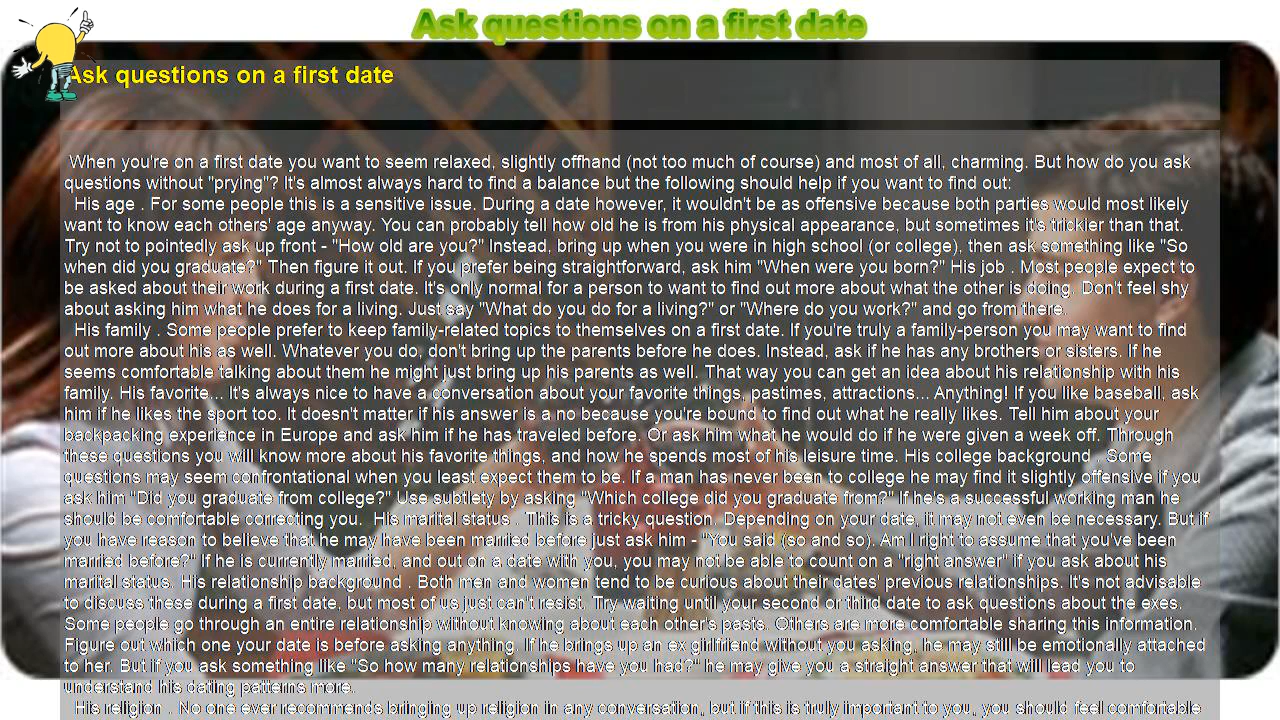 Ask questions on a first date
Ask questions on a first date
When you're on a first date you want to seem relaxed, slightly offhand (not too much of course) and most of all, charming. But how do you ask
questions without "prying"? It's almost always hard to find a balance but the following should help if you want to find out:
His age . For some people this is a sensitive issue. During a date however, it wouldn't be as offensive because both parties would most likely
want to know each others' age anyway. You can probably tell how old he is from his physical appearance, but sometimes it's trickier than that.
Try not to pointedly ask up front - "How old are you?" Instead, bring up when you were in high school (or college), then ask something like "So
when did you graduate?" Then figure it out. If you prefer being straightforward, ask him "When were you born?" His job . Most people expect to
be asked about their work during a first date. It's only normal for a person to want to find out more about what the other is doing. Don't feel shy
about asking him what he does for a living. Just say "What do you do for a living?" or "Where do you work?" and go from there.
His family . Some people prefer to keep family-related topics to themselves on a first date. If you're truly a family-person you may want to find
out more about his as well. Whatever you do, don't bring up the parents before he does. Instead, ask if he has any brothers or sisters. If he
seems comfortable talking about them he might just bring up his parents as well. That way you can get an idea about his relationship with his
family. His favorite... It's always nice to have a conversation about your favorite things, pastimes, attractions... Anything! If you like baseball, ask
him if he likes the sport too. It doesn't matter if his answer is a no because you're bound to find out what he really likes. Tell him about your
backpacking experience in Europe and ask him if he has traveled before. Or ask him what he would do if he were given a week off. Through
these questions you will know more about his favorite things, and how he spends most of his leisure time. His college background . Some
questions may seem confrontational when you least expect them to be. If a man has never been to college he may find it slightly offensive if you
ask him "Did you graduate from college?" Use subtlety by asking "Which college did you graduate from?" If he's a successful working man he
should be comfortable correcting you.  His marital status . This is a tricky question. Depending on your date, it may not even be necessary. But if
you have reason to believe that he may have been married before just ask him - "You said (so and so). Am I right to assume that you've been
married before?" If he is currently married, and out on a date with you, you may not be able to count on a "right answer" if you ask about his
marital status. His relationship background . Both men and women tend to be curious about their dates' previous relationships. It's not advisable
to discuss these during a first date, but most of us just can't resist. Try waiting until your second or third date to ask questions about the exes.
Some people go through an entire relationship without knowing about each other's pasts. Others are more comfortable sharing this information.
Figure out which one your date is before asking anything. If he brings up an ex girlfriend without you asking, he may still be emotionally attached
to her. But if you ask something like "So how many relationships have you had?" he may give you a straight answer that will lead you to
understand his dating patterns more.
His religion . No one ever recommends bringing up religion in any conversation, but if this is truly important to you, you should feel comfortable